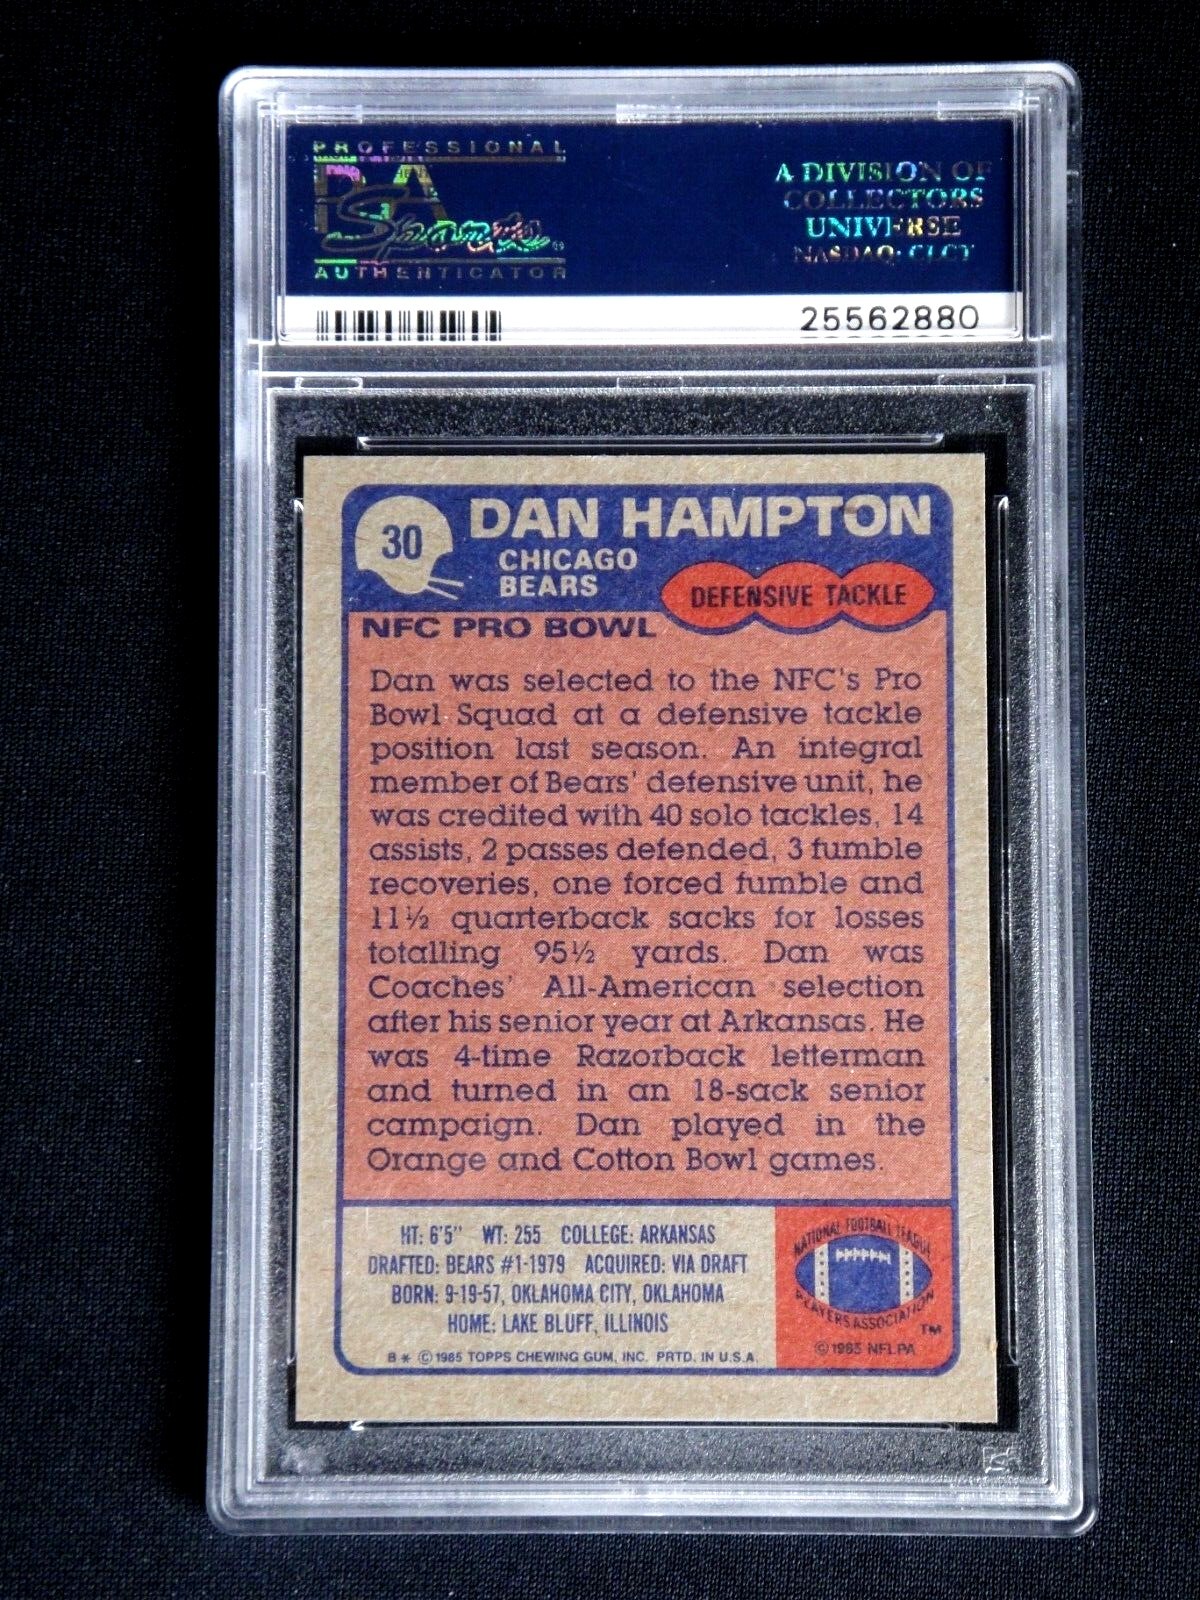 PROFESSIONAL
PSA
Sports
AUTHENTICATOR
A DIVISION OF
COLLECTORS
UNIVERSE
NASDAQ: CLCT
25562880
30
DAN HAMPTON
CHICAGO
BEARS
DEFENSIVE TACKLE
NFC PRO BOWL
Dan was selected to the NFC's Pro
Bowl Squad at a defensive tackle
position last season. An integral
member of Bears' defensive unit, he
was credited with 40 solo tackles, 14
assists, 2 passes defended, 3 fumble
recoveries, one forced fumble and
11½ quarterback sacks for losses
totalling 95½ yards. Dan was
Coaches' All-American selection
after his senior year at Arkansas. He
was 4-time Razorback letterman
and turned in an 18-sack senior
campaign. Dan played in the
Orange and Cotton Bowl games.
HT: 6'5" WT: 255 COLLEGE: ARKANSAS
DRAFTED: BEARS #1-1979 ACQUIRED: VIA DRAFT
BORN: 9-19-57, OKLAHOMA CITY, OKLAHOMA
HOME: LAKE BLUFF, ILLINOIS
B * © 1985 TOPPS CHEWING GUM, INC. PRTD. IN U.S.A.
NATIONAL FOOTBALL LEAGUE
PLAYERS ASSOCIATION
TM
© 1985 NFLPA